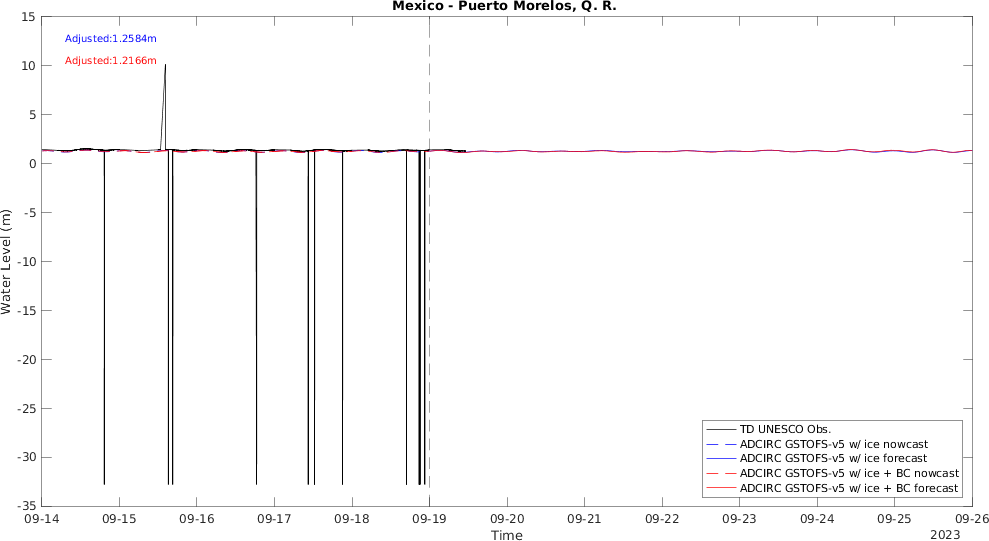 Mexico - Puerto Morelos, Q. R.
Adjusted:1.2584m
Adjusted:1.2166m
Water Level (m)
15
10
5
0
-5
-10
-15
-20
-25
-30
-35
TD UNESCO Obs.
ADCIRC GSTOFS-v5 w/ ice nowcast
ADCIRC GSTOFS-v5 w/ ice forecast
ADCIRC GSTOFS-v5 w/ ice + BC nowcast
ADCIRC GSTOFS-v5 w/ ice + BC forecast
09-14 09-15 09-16 09-17 09-18 09-19 09-20 09-21 09-22 09-23 09-24 09-25 09-26
Time
2023